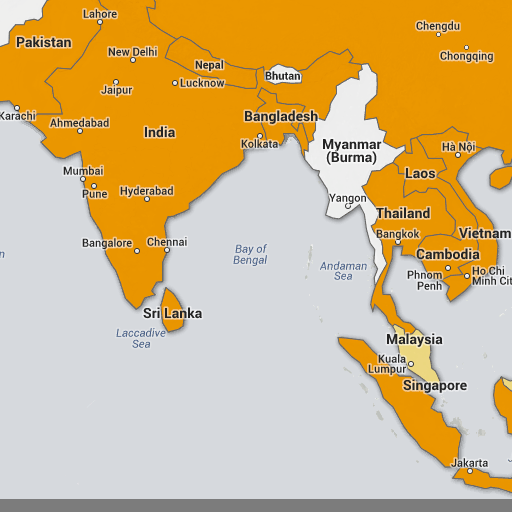 Lahore
Chengdu
Pakistan
New Delhi
Chongqing
Nepal
Bhutan
Jaipur
Lucknow
Karachi
Bangladesh
Ahmedabad
India
Kolkata
Myanmar
(Burma)
Hà Nội
Laos
Mumbai
Pune
Hyderabad
Yangon
Thailand
Bangkok
Vietnam
Bangalore
Chennai
Bay of
Bengal
Andaman
Sea
Cambodia
Phnom
Penh
Ho Chi
Minh Cit
Sri Lanka
Laccadive
Sea
Malaysia
Kuala
Lumpur
Singapore
Jakarta